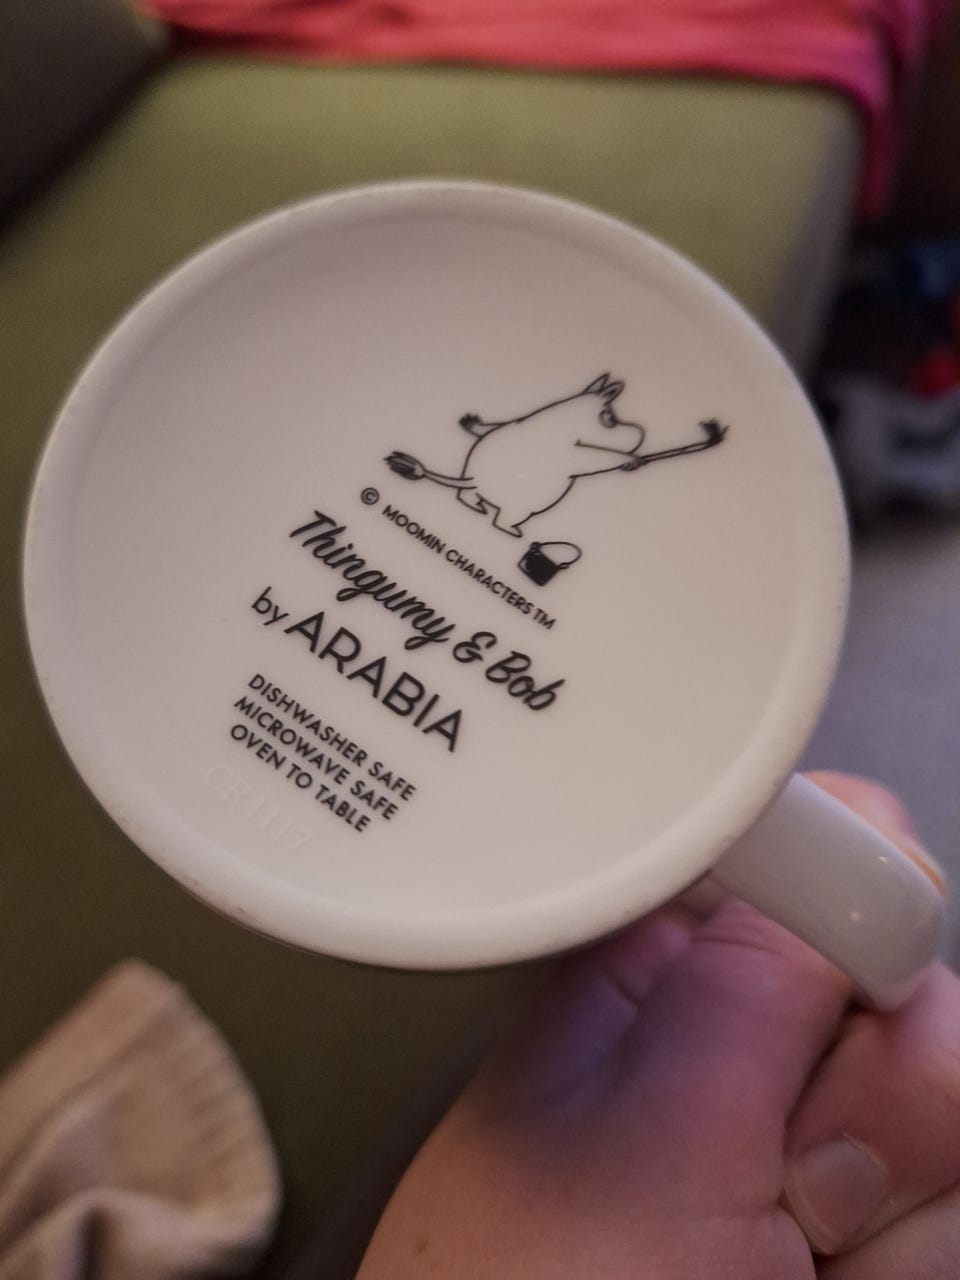 © MOOMIN CHARACTERS™
Thingumy & Bob
by ARABIA
DISHWASHER SAFE
MICROWAVE SAFE
OVEN TO TABLE